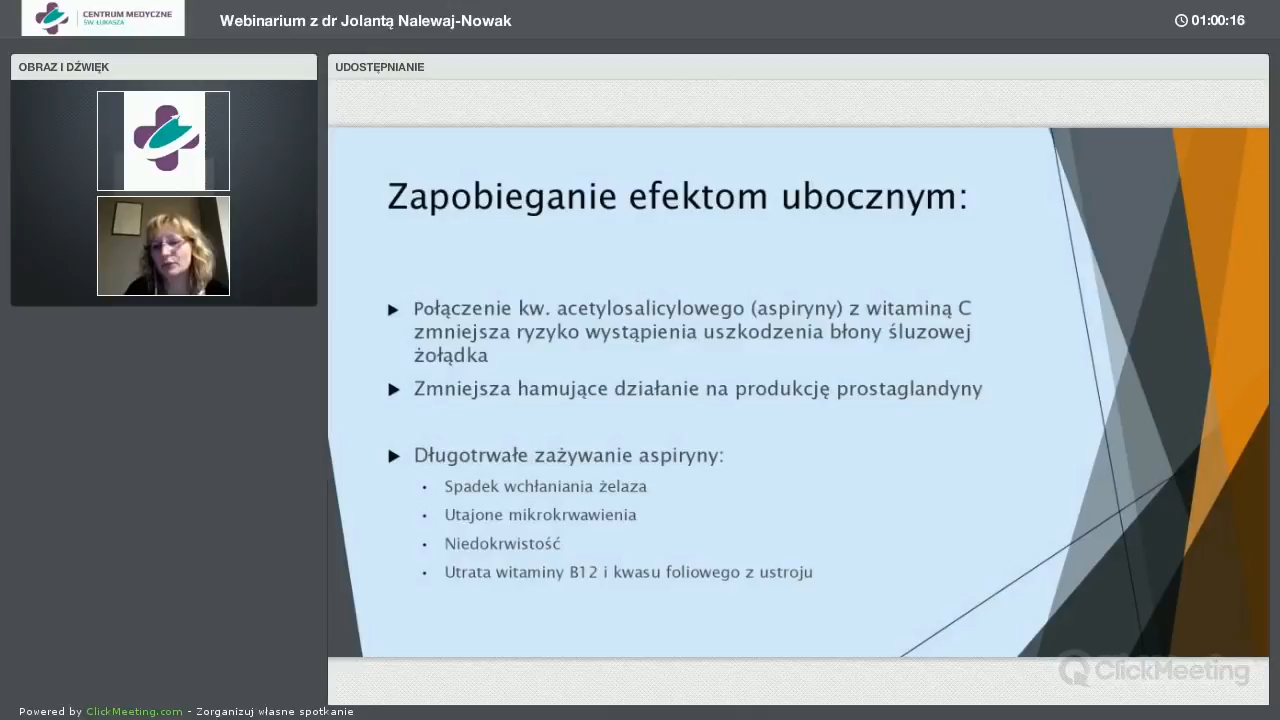 CENTRUM MEDYCZNE
ŚW. ŁUKASZA
Webinarium z dr Jolantą Nalewaj-Nowak
01:00:16
OBRAZ I DŹWIĘK
UDOSTĘPNIANIE
Zapobieganie efektom ubocznym:
Połączenie kw. acetylosalicylowego (aspiryny) z witaminą C
zmniejsza ryzyko wystąpienia uszkodzenia błony śluzowej
żołądka
Zmniejsza hamujące działanie na produkcję prostaglandyny
Długotrwałe zażywanie aspiryny:
Spadek wchłaniania żelaza
Utajone mikrokrwawienia
Niedokrwistość
Utrata witaminy B12 i kwasu foliowego z ustroju
ClickMeeting
Powered by ClickMeeting.com - Zorganizuj własne spotkanie